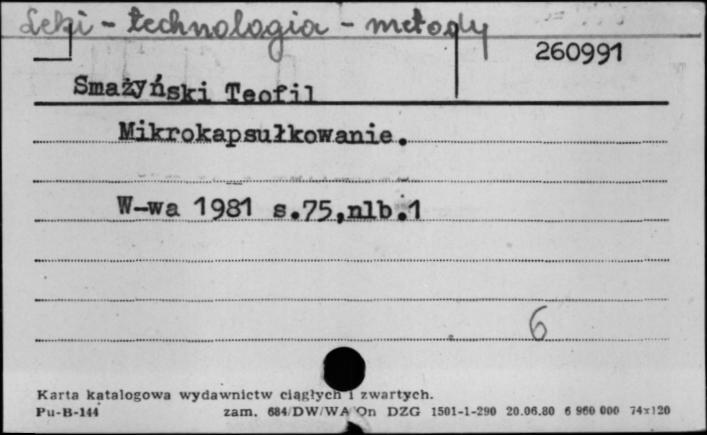 Leki - technologia - metody
260991
Smażyński Teofil
Mikrokapsułkowanie.
W-wa 1981 s.75,nlb.1
6
Karta katalogowa wydawnictw ciągłych i zwartych.
Pu-B-144 zam. 684/DW/WA/On DZG 1501-1-290 20.06.80 6 960 000 74x120